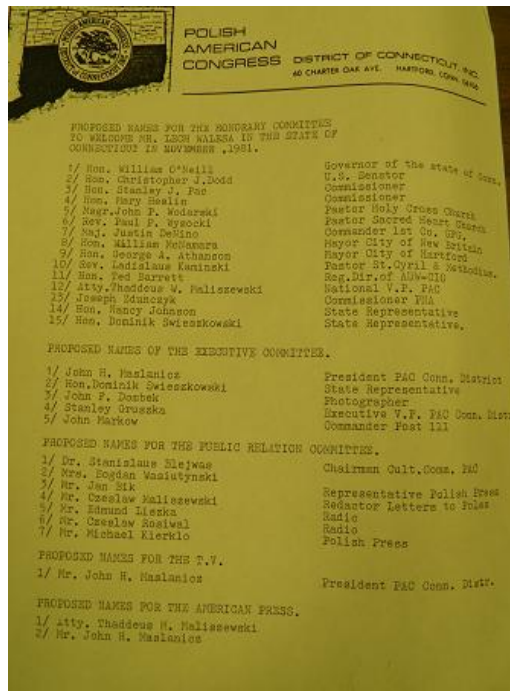 POLISH
AMERICAN
CONGRESS DISTRICT OF CONNECTICUT, INC.
60 CHARTER OAK AVE. HARTFORD, CONN. 06106
PROPOSED NAMES FOR THE HONORARY COMMITTEE
TO WELCOME MR. LECH WALESA IN THE STATE OF
CONNECTICUT IN NOVEMBER ,1981.
1/ Hon. William O'Neill Governor of the state of Conn.
2/ Hon. Christopher J.Dodd U.S. Senator
3/ Hon. Stanley J. Pac Commissioner
4/ Hon. Mary Heslin Commissioner
5/ Msgr.John P. Wodarski Pastor Holy Cross Church
6/ Rev. Paul P. Wysocki Pastor Sacred Heart Church
7/ Maj. Justin DeNino Commander 1st Co. GFG.
8/ Hon. William McNamara Mayor City of New Britain
9/ Hon. George A. Athanson Mayor City of Hartford
10/ Rev. Ladislaus Kaminski Pastor St.Cyril & Methodius.
11/ Hon. Ted Barrett Reg.Dir.of AUW-CIO
12/ Atty.Thaddeus W. Maliszewski National V.P. PAC
13/ Joseph Zdunczyk Commissioner PNA
14/ Hon. Nancy Johnson State Representative
15/ Hon. Dominik Swieszkowski State Representative.
PROPOSED NAMES OF THE EXECUTIVE COMMITTEE.
1/ John H. Maslanicz President PAC Conn. District
2/ Hon.Dominik Swieszkowski State Representative
3/ John F. Photographer
4/ Stanley Gruszka Executive V.P. PAC Conn. Distr
5/ John Markow Commander Post 111
PROPOSED NAMES FOR THE PUBLIC RELATION COMMITTEE.
1/ Dr. Stanislaus Blejwas Chairman Cult.Comm. PAC
2/ Mrs. Bogdan Wasiutynski
3/ Mr. Jan Representative Polish Press
4/ Mr. Czeslaw Maliszewski Redactor Letters to Polas
5/ Mr. Edmund Liszka Radio
6/ Mr. Czeslaw Rosiwal Radio
7/ Mr. Michael Kierklo Polish Press
PROPOSED NAMES FOR THE T.V.
1/ Mr. John H. Maslanicz President PAC Conn. Distr.
PROPOSED NAMES FOR THE AMERICAN PRESS.
1/ Atty. Thaddeus M. Maliszewski
2/ Mr. John H. Maslanicz